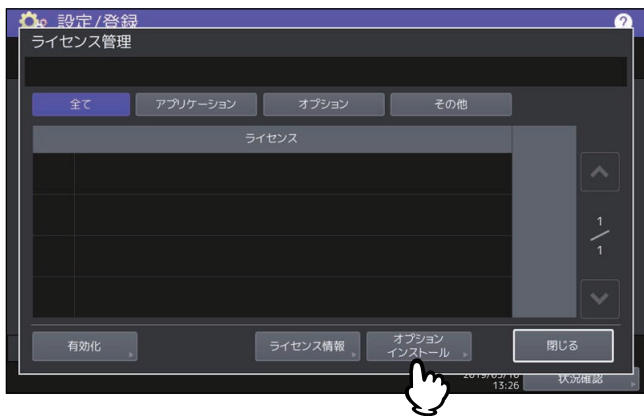 設定/登録
?
ライセンス管理
全て
アプリケーション
オプション
その他
ライセンス
1
1
有効化
ライセンス情報
オプション
インストール
閉じる
13:26
状況確認